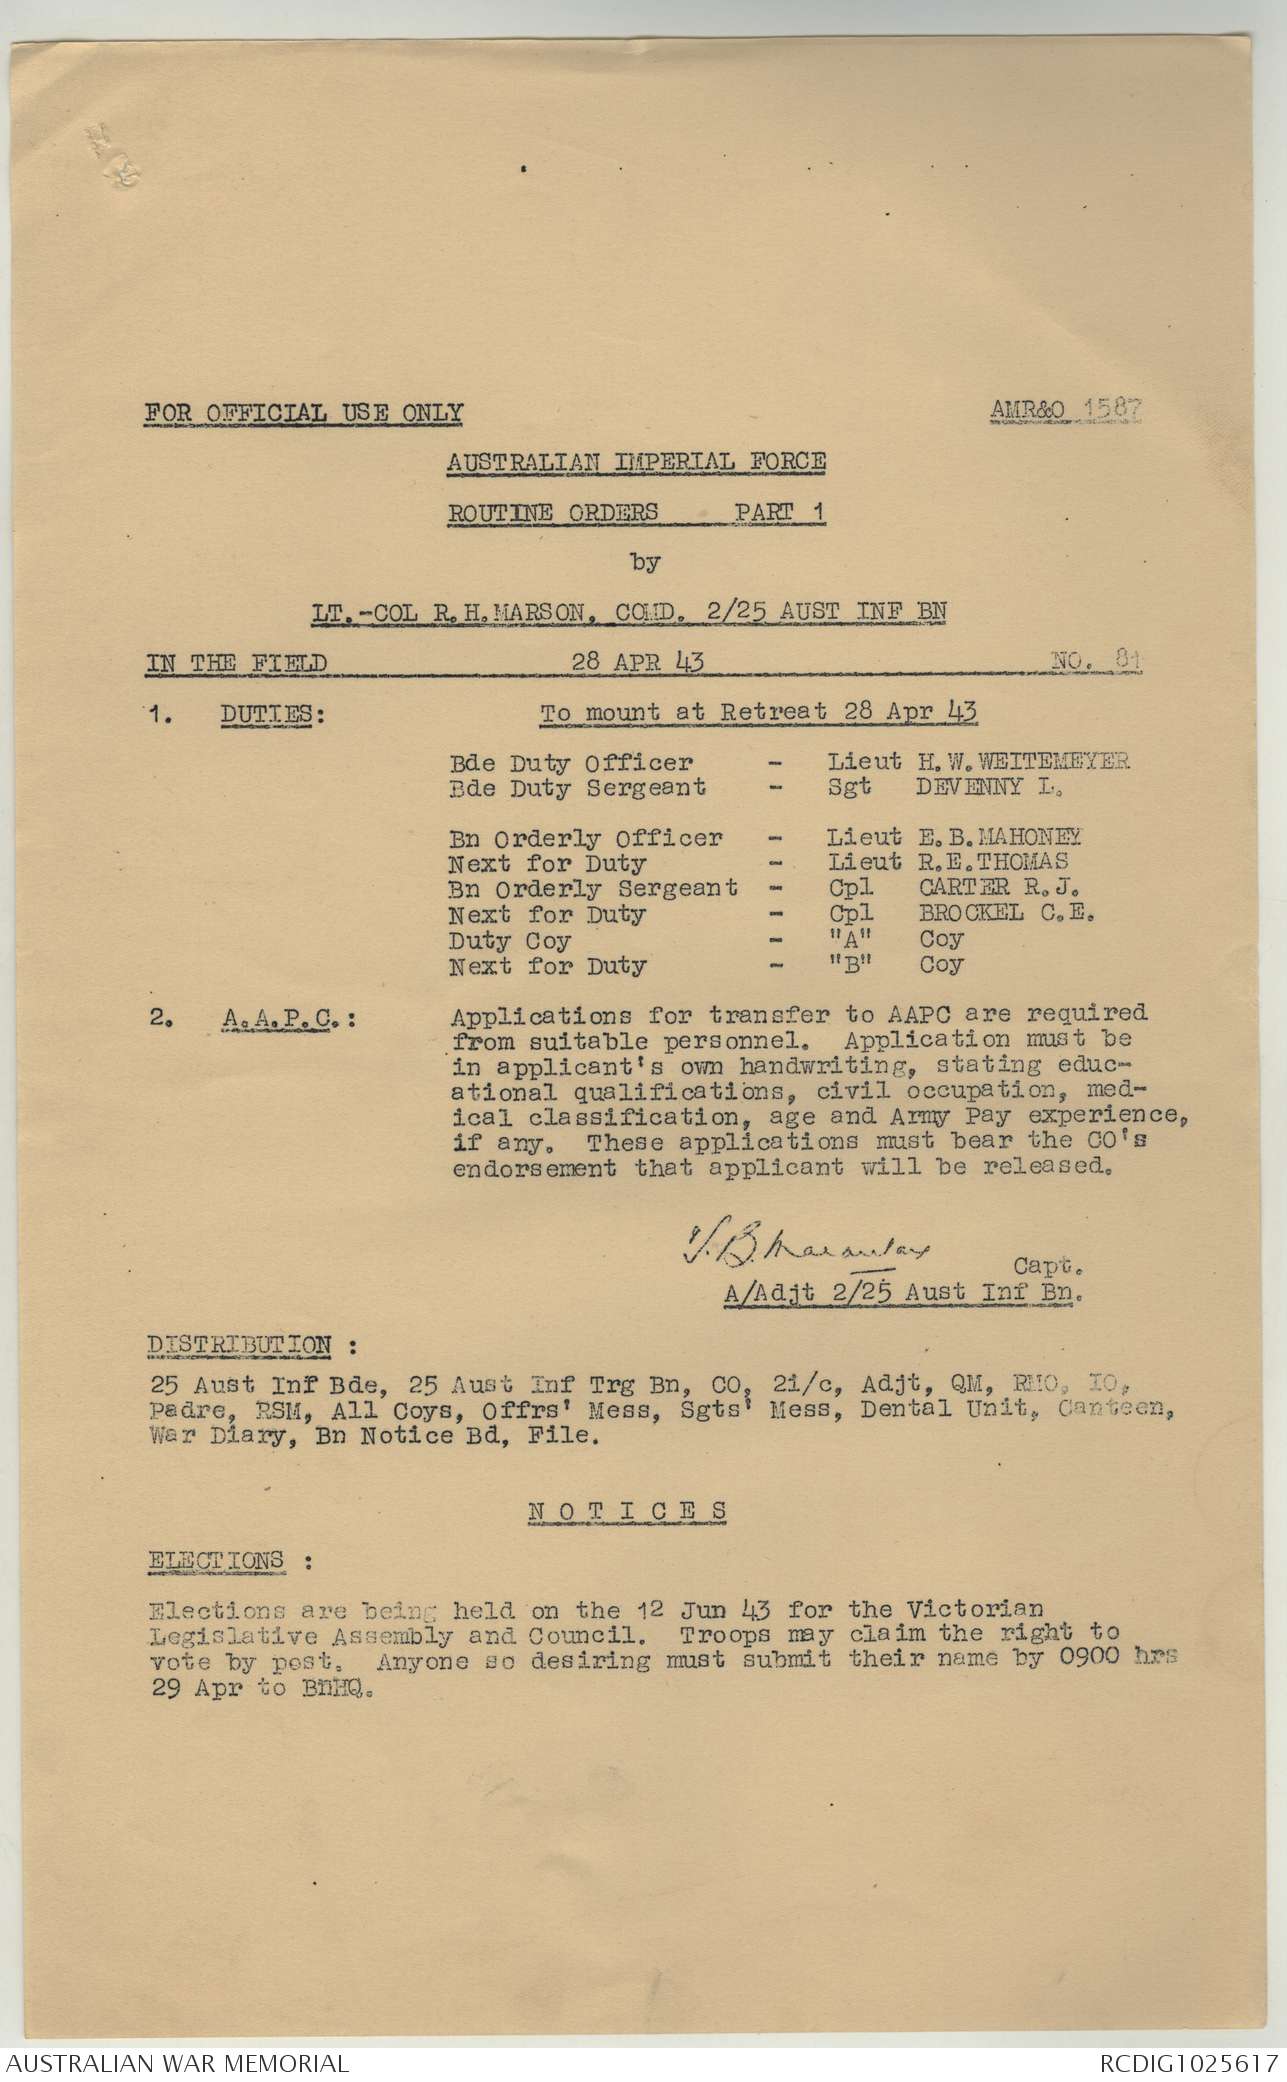 FOR OFFICIAL USE ONLY AMR&O 1587
AUSTRALIAN IMPERIAL FORCE
ROUTINE ORDERS PART 1
by
LT.-COL R.H.MARSON, COMD. 2/25 AUST INF BN
IN THE FIELD 28 APR 43 NO. 81
1. DUTIES: To mount at Retreat 28 Apr 43
Bde Duty Officer - Lieut H.W.WEITEMEYER
Bde Duty Sergeant - Sgt DEVENNY L.
Bn Orderly Officer - Lieut E.B.MAHONEY
Next for Duty - Lieut R.E.THOMAS
Bn Orderly Sergeant - Cpl CARTER R.J.
Next for Duty - Cpl BROCKEL C.E.
Duty Coy - "A" Coy
Next for Duty - "B" Coy
2. A.A.P.C.: Applications for transfer to AAPC are required
from suitable personnel. Application must be
in applicant's own handwriting, stating educ-
ational qualifications, civil occupation, med-
ical classification, age and Army Pay experience,
if any. These applications must bear the CO's
endorsement that applicant will be released.
Capt.
A/Adjt 2/25 Aust Inf Bn.
DISTRIBUTION :
25 Aust Inf Bde, 25 Aust Inf Trg Bn, CO, 2i/c, Adjt, QM, RMO, IO,
Padre, RSM, All Coys, Offrs' Mess, Sgts' Mess, Dental Unit, Canteen,
War Diary, Bn Notice Bd, File.
N O T I C E S
ELECTIONS :
Elections are being held on the 12 Jun 43 for the Victorian
Legislative Assembly and Council. Troops may claim the right to
vote by post. Anyone so desiring must submit their name by 0900 hrs
29 Apr to BnHQ.
AUSTRALIAN WAR MEMORIAL RCDIG1025617